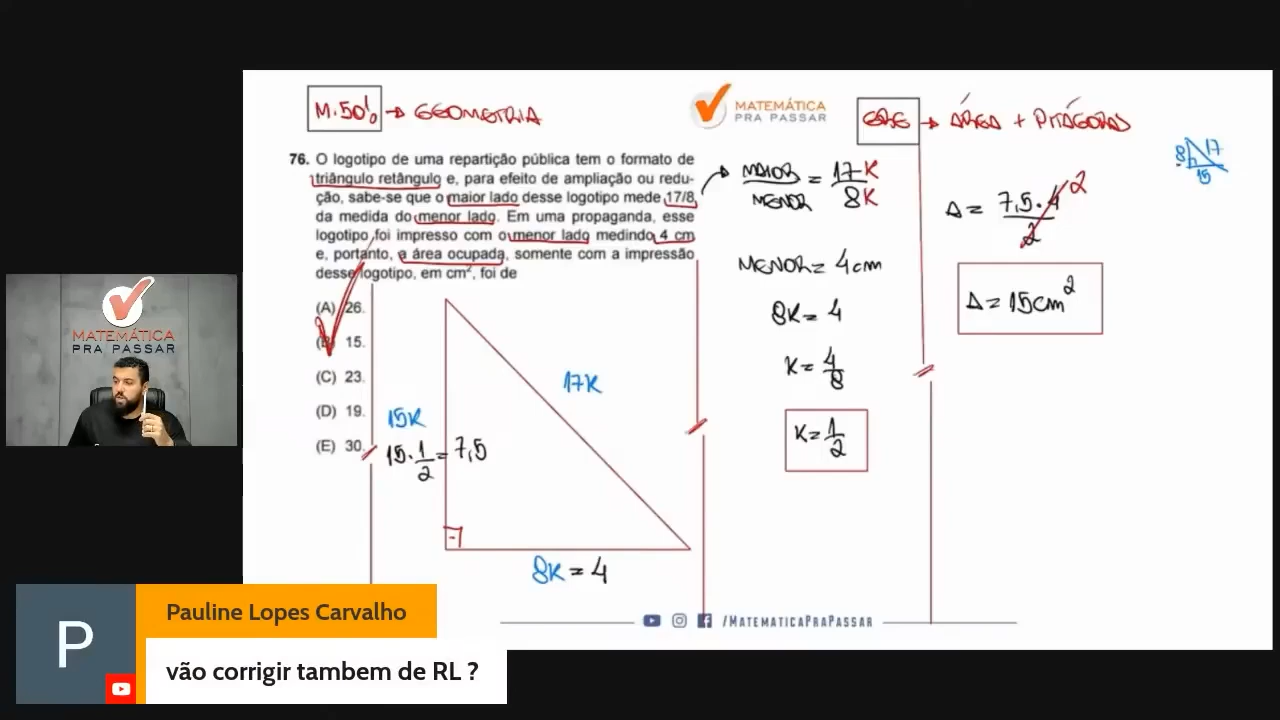 M.50% → GEOMETRIA
MATEMÁTICA
PRA PASSAR
→ ÁREA + PITÁGORAS
76. O logotipo de uma repartição pública tem o formato de
triângulo retângulo e, para efeito de ampliação ou redu-
ção, sabe-se que o maior lado desse logotipo mede 17/8
da medida do menor lado. Em uma propaganda, esse
logotipo foi impresso com o menor lado medindo 4 cm
e, portanto, a área ocupada, somente com a impressão
desse logotipo, em cm², foi de
(A) 26.
(B) 15.
(C) 23.
(D) 19.
(E) 30.
15K
15.1/2 = 7,5
17K
8K = 4
MAIOR/MENOR = 17K/8K
MENOR = 4cm
8K = 4
K = 4/8
K = 1/2
A = 7,5.4/2 2
A = 15cm²
8 17
15
MATEMÁTICA
PRA PASSAR
/MATEMATICAPRAPASSAR
P
Pauline Lopes Carvalho
vão corrigir tambem de RL ?